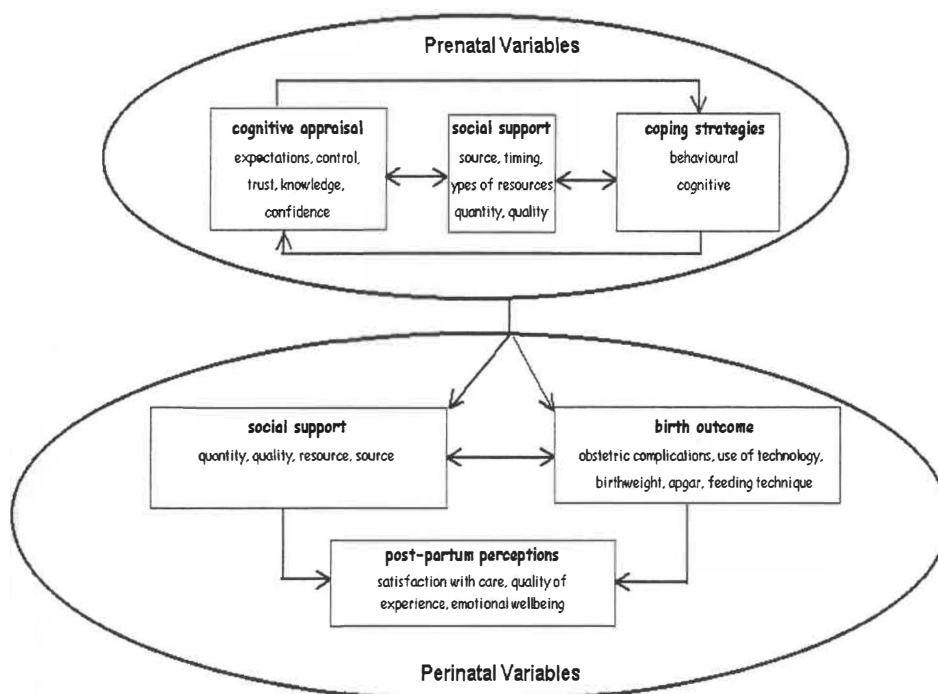 Prenatal Variables
cognitive appraisal
expectations, control,
trust, knowledge,
confidence
social support
source, timing,
ypes of resources
quantity, quality
coping strategies
behavioural
cognitive
social support
quantity, quality, resource, source
birth outcome
obstetric complications, use of technology,
birthweight, apgar, feeding technique
post-partum perceptions
satisfaction with care, quality of
experience, emotional wellbeing
Perinatal Variables